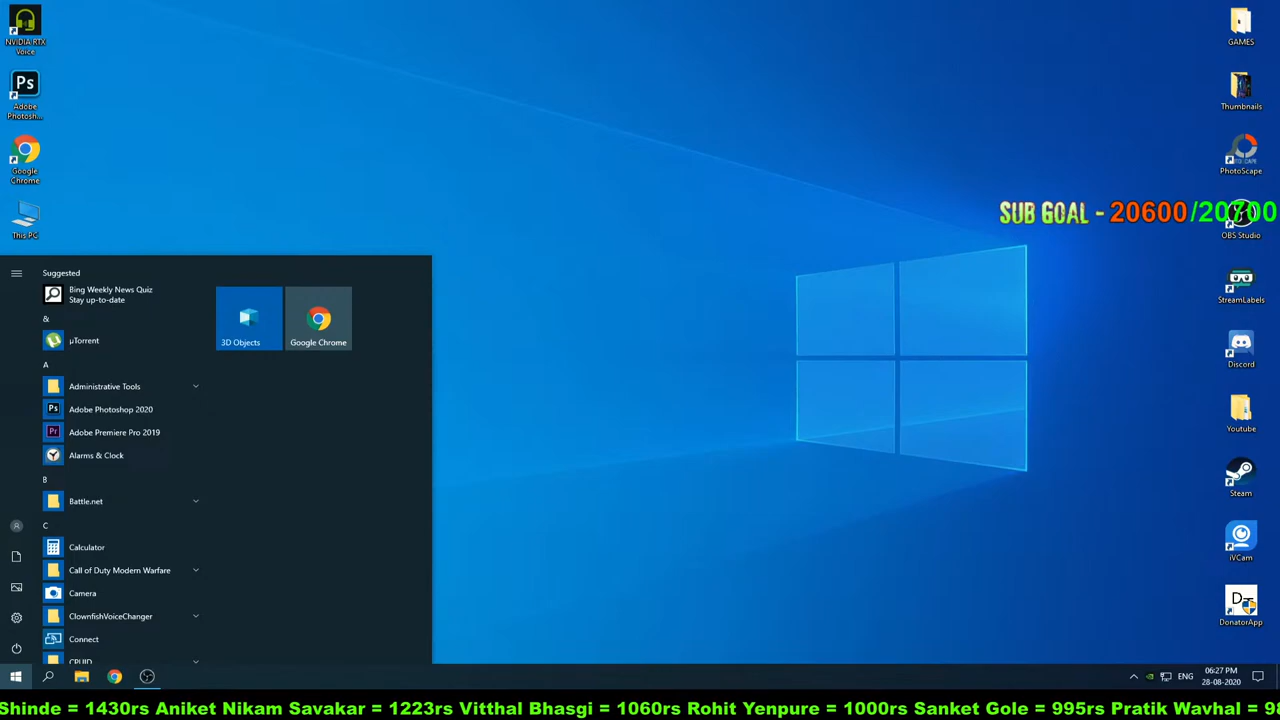 NVIDIA RTX
Voice
Ps
Adobe
Photosh...
Google
Chrome
This PC
GAMES
Thumbnails
PhotoScape
SUB GOAL - 20600/20700
OBS Studio
StreamLabels
Discord
Youtube
Steam
iVCam
DonatorApp
Suggested
Bing Weekly News Quiz
Stay up-to-date
&
µTorrent
3D Objects
Google Chrome
A
Administrative Tools
Ps
Adobe Photoshop 2020
Pr
Adobe Premiere Pro 2019
Alarms & Clock
B
Battle.net
C
Calculator
Call of Duty Modern Warfare
Camera
ClownfishVoiceChanger
Connect
CPUID
ENG
06:27 PM
28-08-2020
Shinde = 1430rs Aniket Nikam Savakar = 1223rs Vitthal Bhasgi = 1060rs Rohit Yenpure = 1000rs Sanket Gole = 995rs Pratik Wavhal = 98